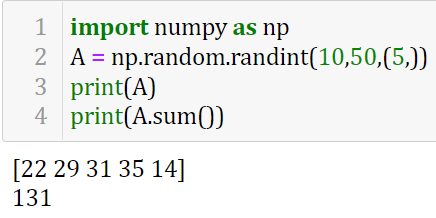 1 import numpy as np
2 A = np.random.randint(10,50,(5,))
3 print(A)
4 print(A.sum())
[22 29 31 35 14]
131